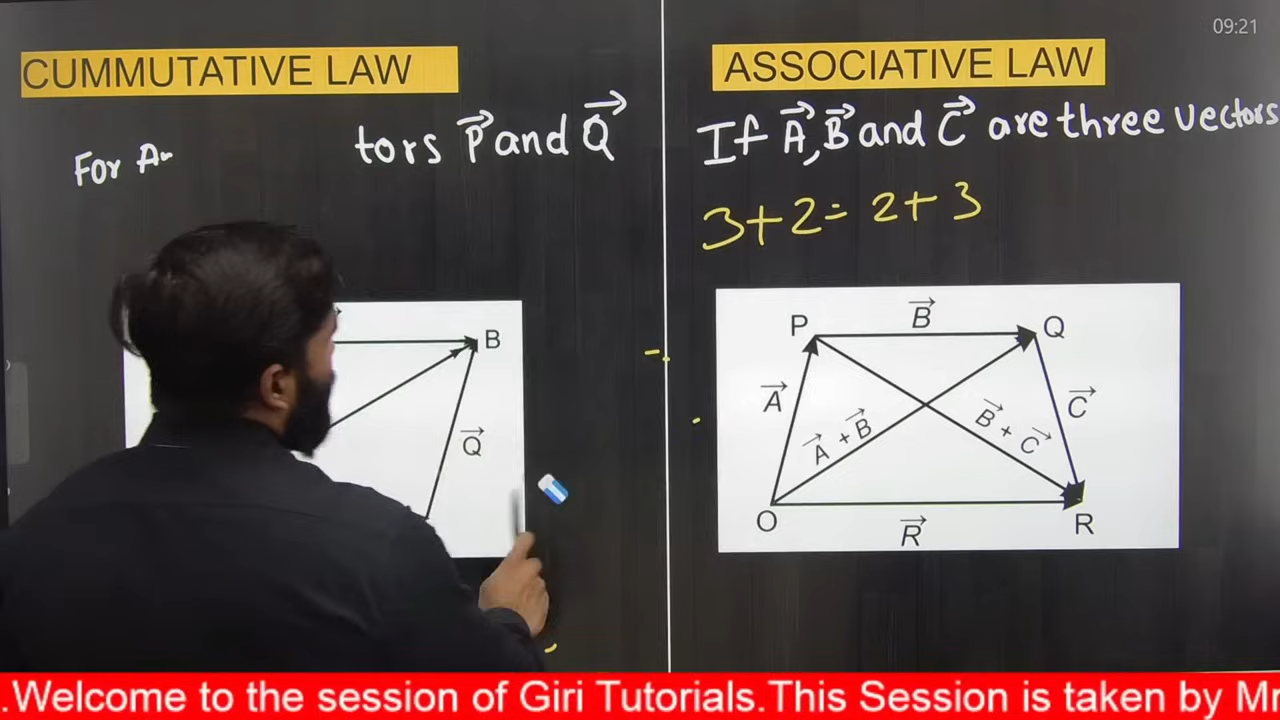 09:21
CUMMUTATIVE LAW
For An
tors P⃗ and Q⃗
B
Q⃗
ASSOCIATIVE LAW
If A⃗, B⃗ and C⃗ are three vectors
3+2=2+3
P
B⃗
Q
A⃗
A⃗ + B⃗
B⃗ + C⃗
C⃗
O
R⃗
R
.Welcome to the session of Giri Tutorials.This Session is taken by Mr